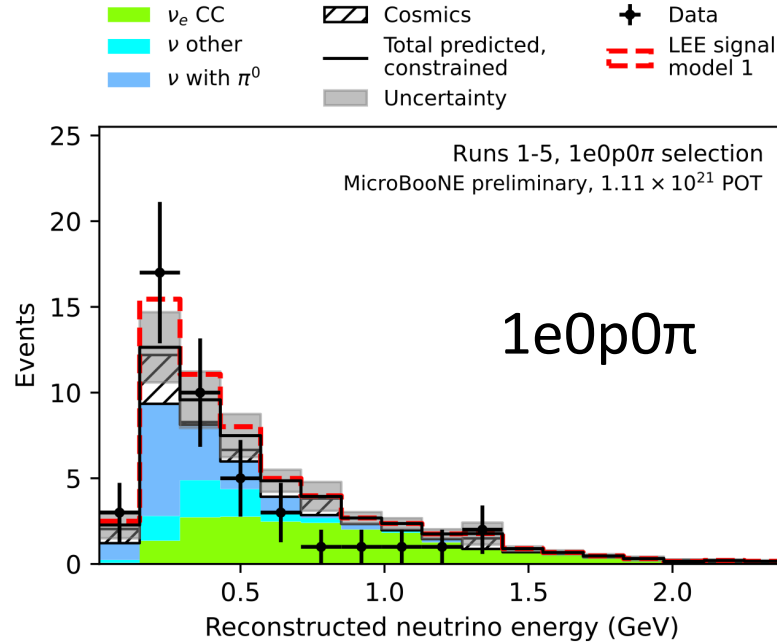 νe CC
ν other
ν with π⁰
Cosmics
Total predicted,
constrained
Uncertainty
Data
LEE signal
model 1
Runs 1-5, 1e0p0π selection
MicroBooNE preliminary, 1.11 × 10²¹ POT
1e0p0π
Events
25
20
15
10
5
0
0.5
1.0
1.5
2.0
Reconstructed neutrino energy (GeV)